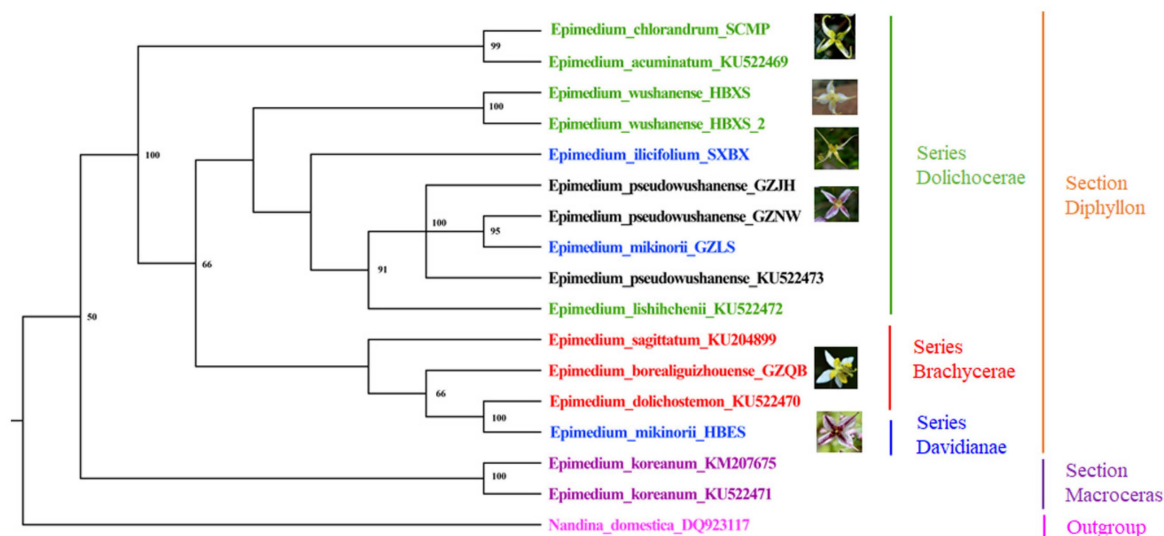 Epimedium_chlorandrum_SCMP
99
Epimedium_acuminatum_KU522469
Epimedium_wushanense_HBXS
100
Epimedium_wushanense_HBXS_2
100
Epimedium_ilicifolium_SXBX
Series
Dolichocerae
Epimedium_pseudowushanense_GZJH
Section
Diphyllon
100
Epimedium_pseudowushanense_GZNW
95
Epimedium_mikinorii_GZLS
66
91
Epimedium_pseudowushanense_KU522473
Epimedium_lishihchenii_KU522472
50
Epimedium_sagittatum_KU204899
Series
Brachycerae
Epimedium_borealiguizhouense_GZQB
66
Epimedium_dolichostemon_KU522470
100
Series
Davidianae
Epimedium_mikinorii_HBES
Epimedium_koreanum_KM207675
100
Section
Macroceras
Epimedium_koreanum_KU522471
Nandina_domestica_DQ923117
Outgroup